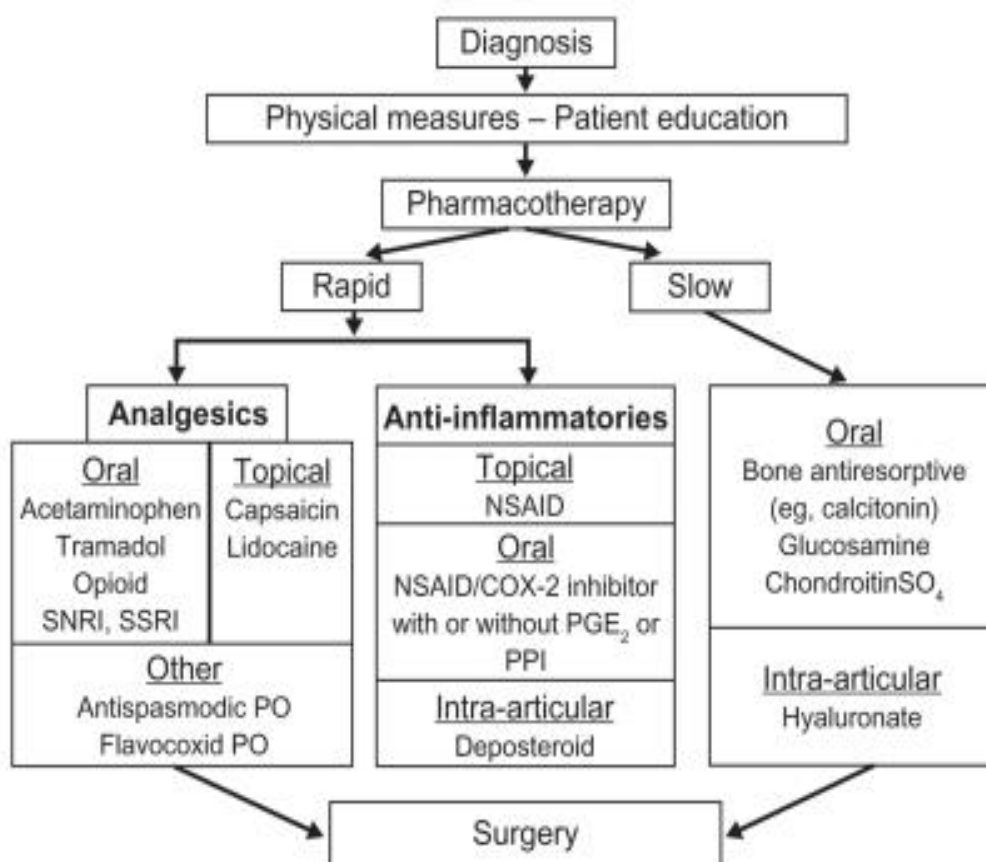 Diagnosis
Physical measures – Patient education
Pharmacotherapy
Rapid
Slow
Analgesics
Oral
Acetaminophen
Tramadol
Opioid
SNRI, SSRI
Topical
Capsaicin
Lidocaine
Other
Antispasmodic PO
Flavocoxid PO
Anti-inflammatories
Topical
NSAID
Oral
NSAID/COX-2 inhibitor
with or without PGE₂ or
PPI
Intra-articular
Deposteroid
Oral
Bone antiresorptive
(eg, calcitonin)
Glucosamine
ChondroitinSO₄
Intra-articular
Hyaluronate
Surgery